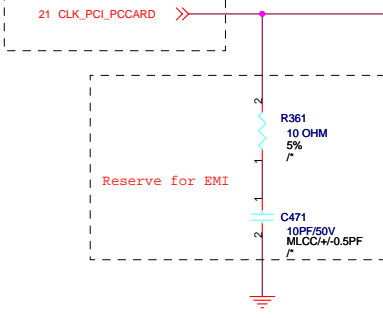 21 CLK_PCI_PCCARD
2
R361
10 OHM
5%
/*
1
Reserve for EMI
1
C471
2
10PF/50V
MLCC/+/-0.5PF
/*